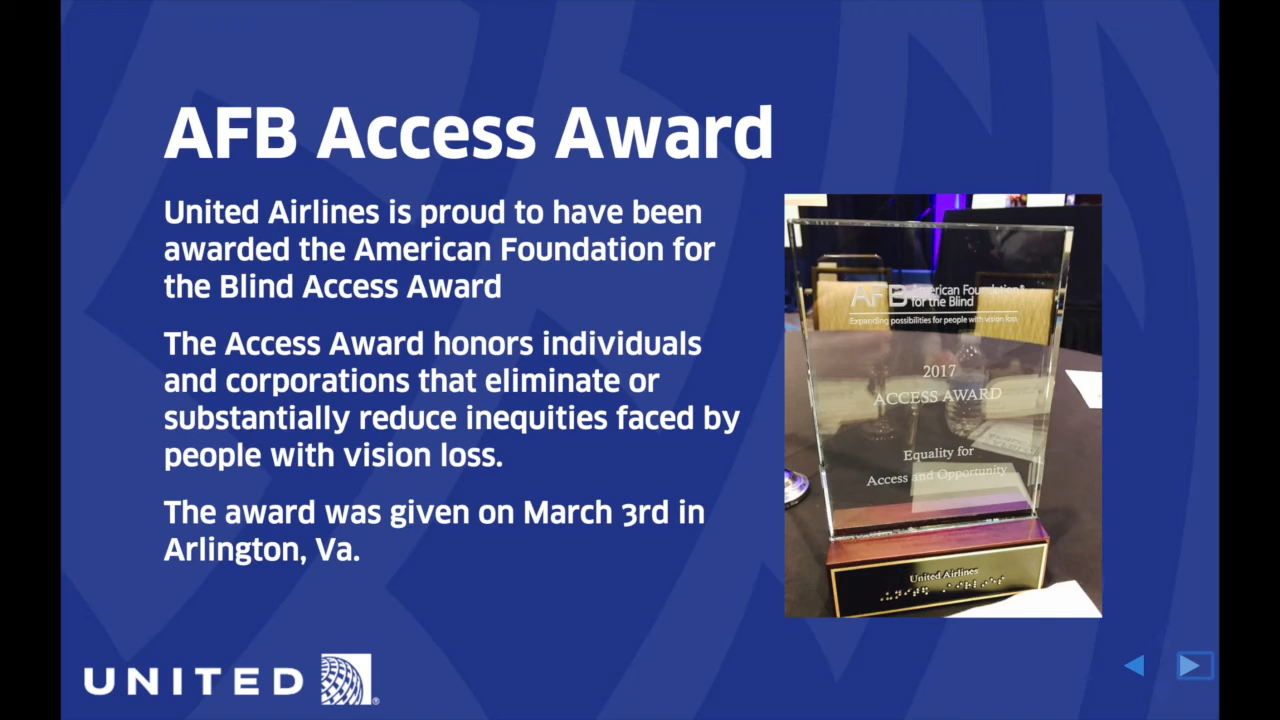 AFB Access Award
United Airlines is proud to have been
awarded the American Foundation for
the Blind Access Award
The Access Award honors individuals
and corporations that eliminate or
substantially reduce inequities faced by
people with vision loss.
The award was given on March 3rd in
Arlington, Va.
AFB American Foundation®
for the Blind
Expanding possibilities for people with vision loss
2017
ACCESS AWARD
Equality for
Access and Opportunity
United Airlines
UNITED